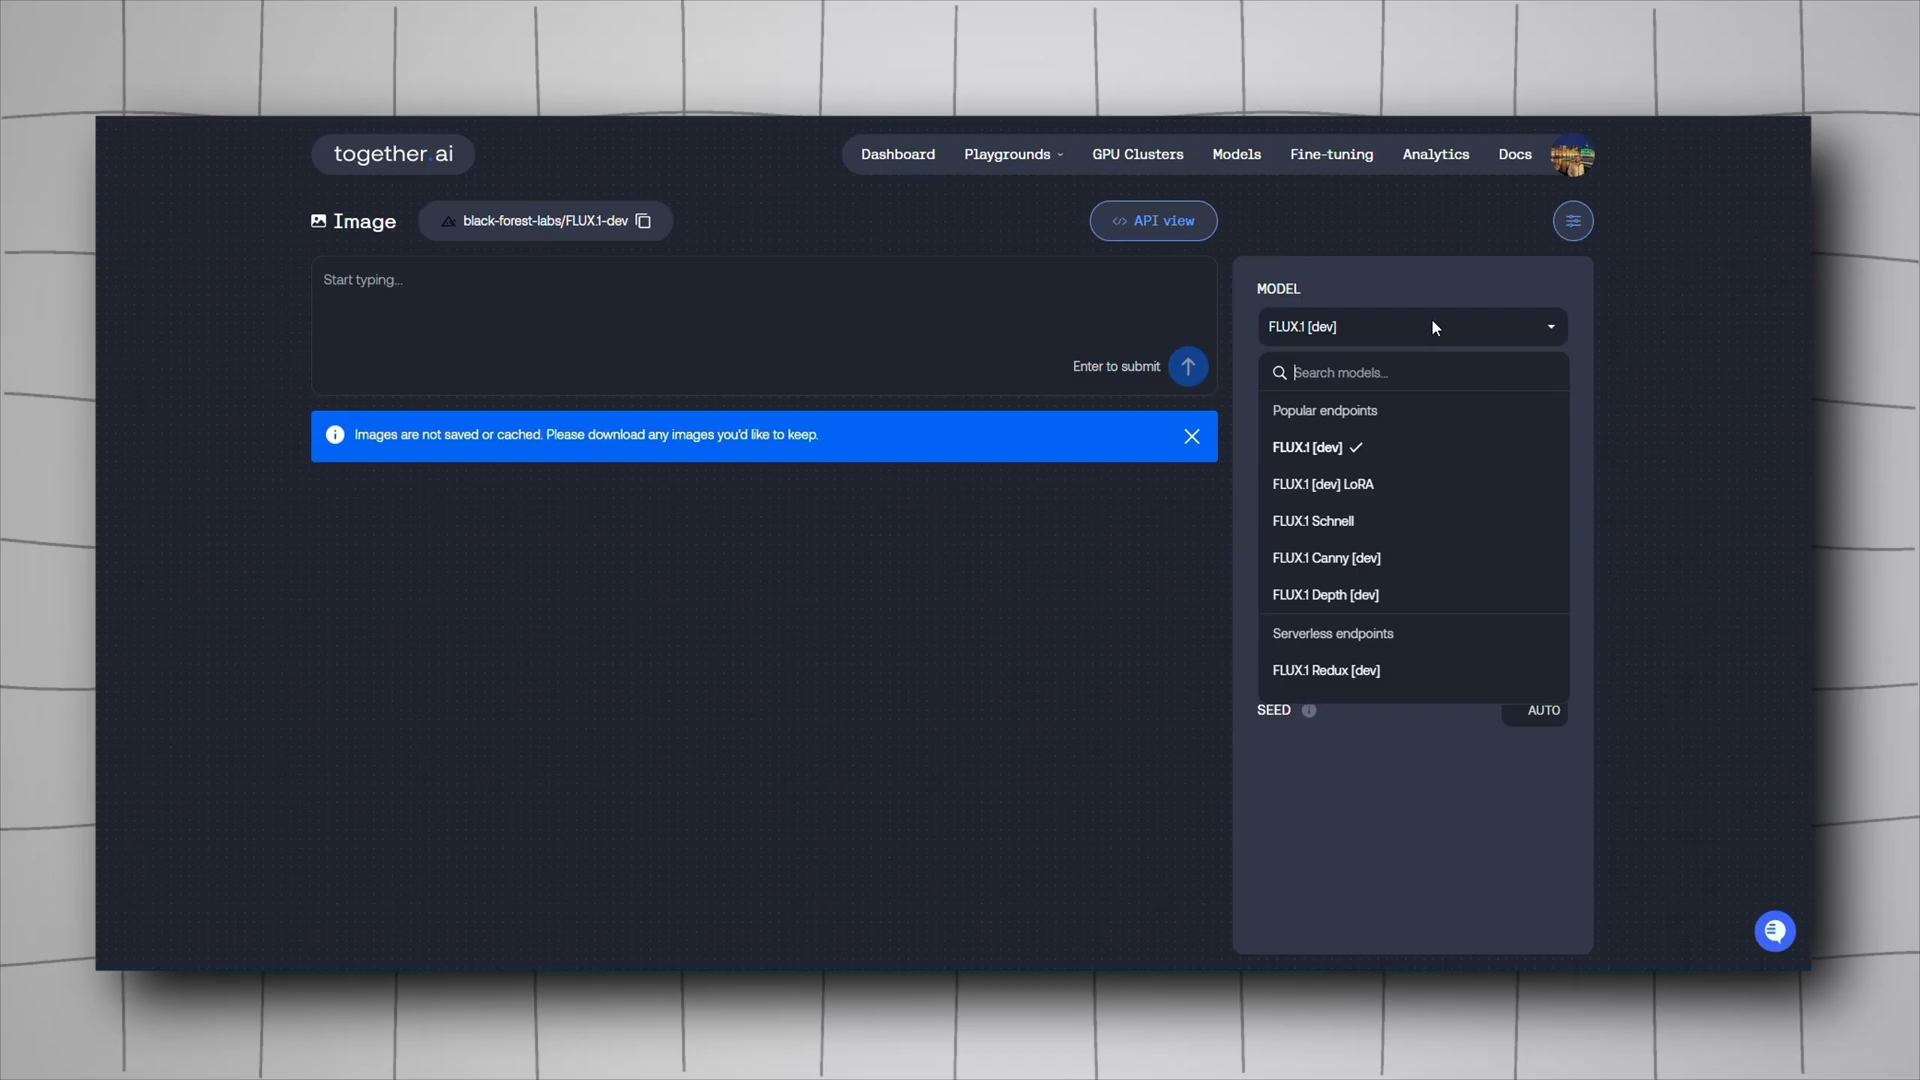 together.ai
Dashboard Playgrounds GPU Clusters Models Fine-tuning Analytics Docs
Image black-forest-labs/FLUX.1-dev
</> API view
Start typing...
Enter to submit
Images are not saved or cached. Please download any images you'd like to keep.
MODEL
FLUX.1 [dev]
Search models...
Popular endpoints
FLUX.1 [dev]
FLUX.1 [dev] LoRA
FLUX.1 Schnell
FLUX.1 Canny [dev]
FLUX.1 Depth [dev]
Serverless endpoints
FLUX.1 Redux [dev]
SEED AUTO